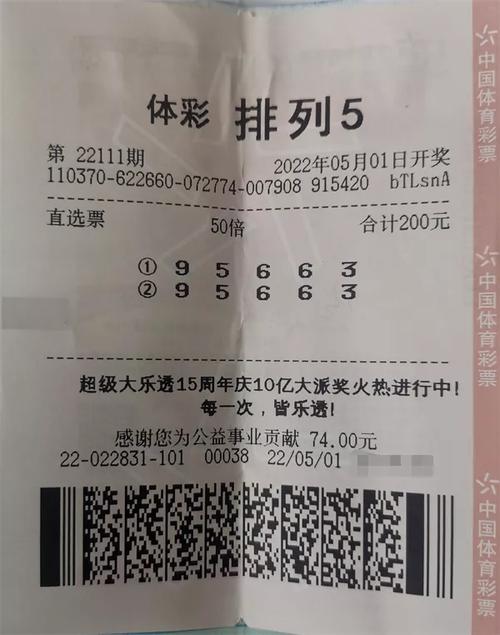 体彩 排列5
第 22111期 2022年05月01日开奖
110370-622660-072774-007908 915420 bTLsnA
直选票 50倍 合计200元
① 9 5 6 6 3
② 9 5 6 6 3
超级大乐透15周年庆10亿大派奖火热进行中!
每一次，皆乐透!
感谢您为公益事业贡献 74.00元
22-022831-101 00038 22/05/01
中国体育彩票
中国体育彩票
中国体育彩票